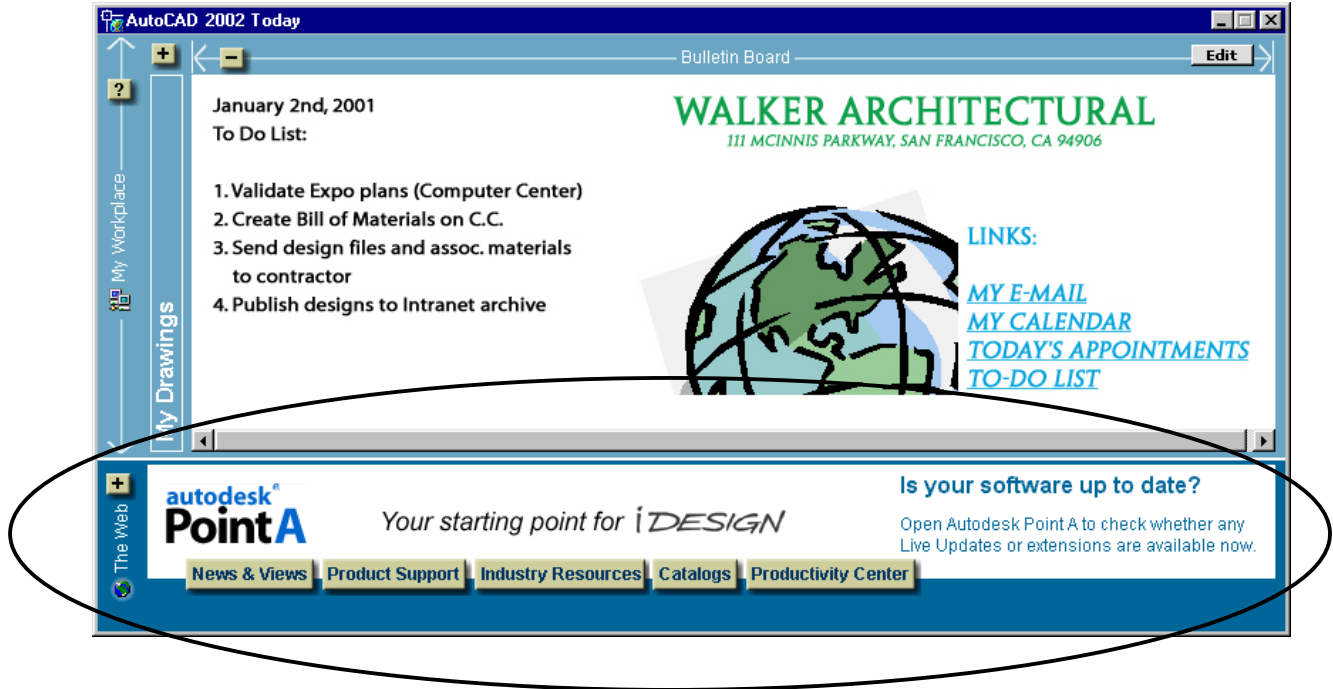 AutoCAD 2002 Today
Bulletin Board
Edit
My Workplace
My Drawings
January 2nd, 2001
To Do List:
1. Validate Expo plans (Computer Center)
2. Create Bill of Materials on C.C.
3. Send design files and assoc. materials
to contractor
4. Publish designs to Intranet archive
WALKER ARCHITECTURAL
111 MCINNIS PARKWAY, SAN FRANCISCO, CA 94906
LINKS:
MY E-MAIL
MY CALENDAR
TODAY'S APPOINTMENTS
TO-DO LIST
The Web
autodesk®
Point A
Your starting point for iDESIGN
Is your software up to date?
Open Autodesk Point A to check whether any
Live Updates or extensions are available now.
News & Views
Product Support
Industry Resources
Catalogs
Productivity Center